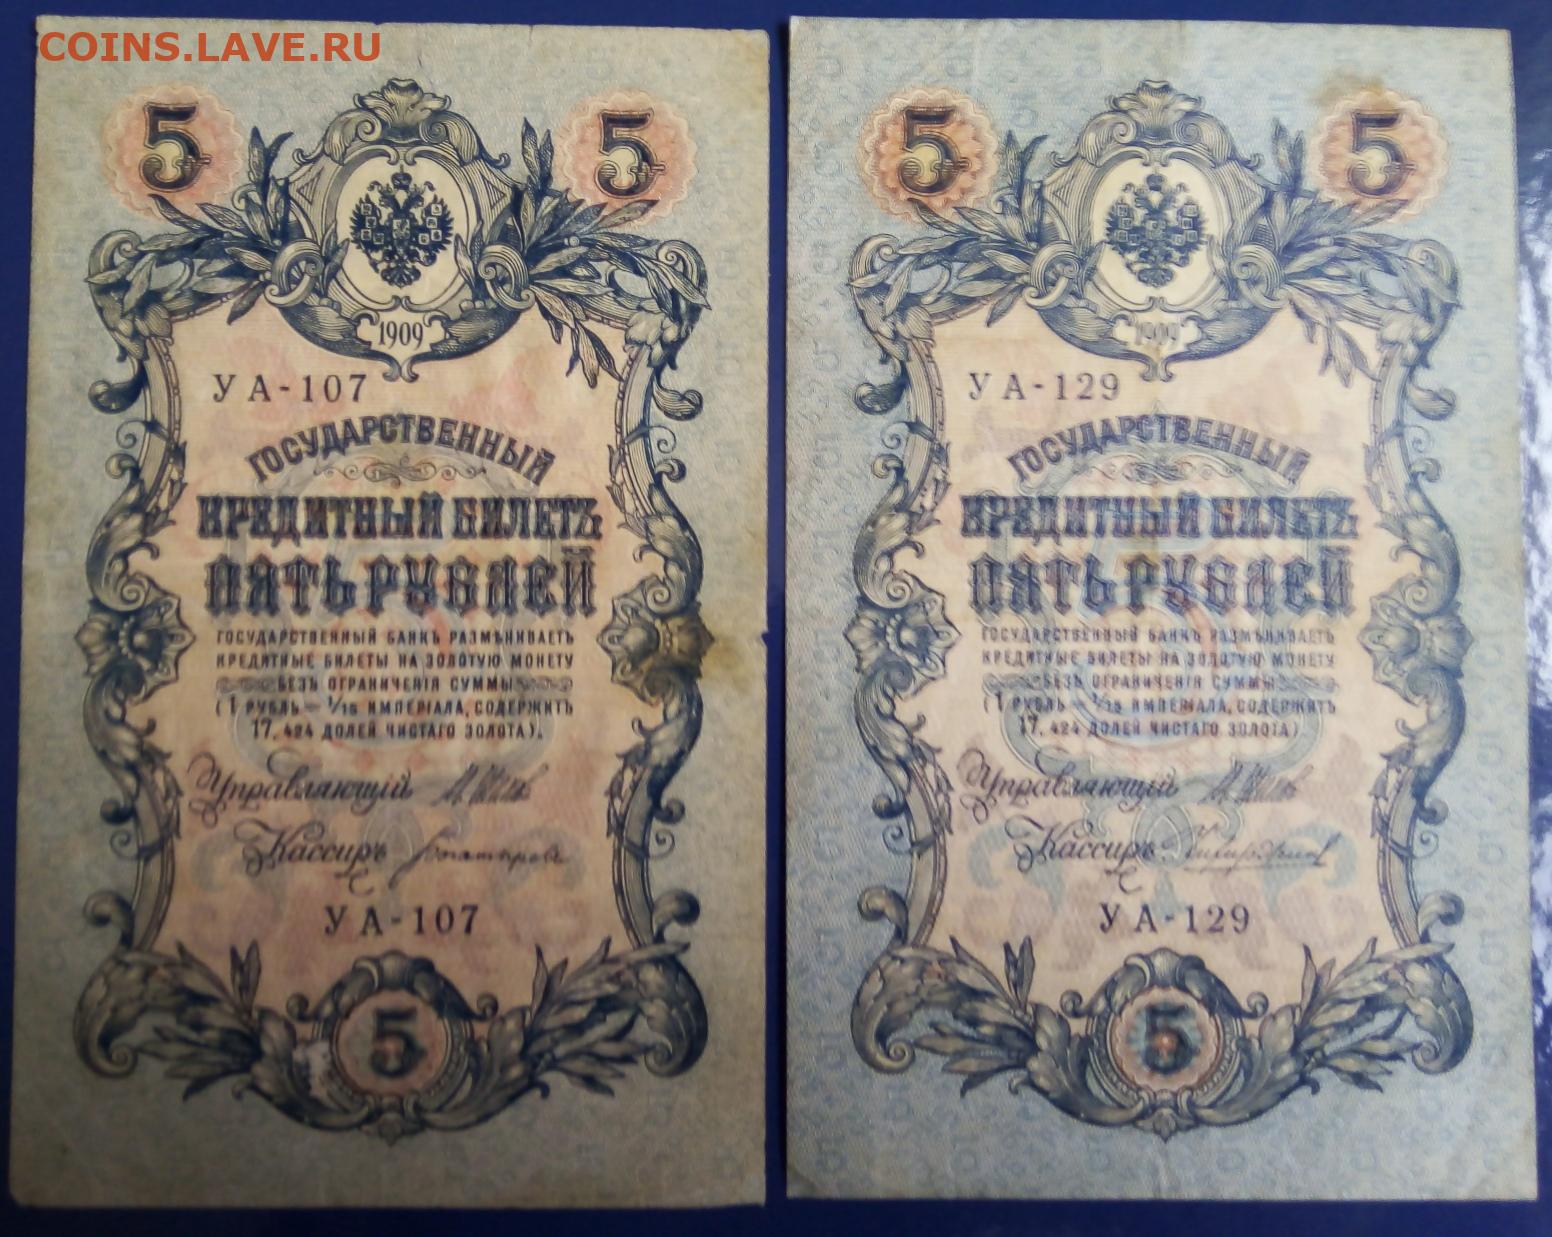 COINS.LAVE.RU
5 5
1909
УА-107
ГОСУДАРСТВЕННЫЙ
КРЕДИТНЫЙ БИЛЕТЪ
ПЯТЬ РУБЛЕЙ
ГОСУДАРСТВЕННЫЙ БАНКЪ РАЗМѢНИВАЕТЪ
КРЕДИТНЫЕ БИЛЕТЫ НА ЗОЛОТУЮ МОНЕТУ
БЕЗЪ ОГРАНИЧЕНІЯ СУММЫ
(1 РУБЛЬ = 1/15 ИМПЕРІАЛА, СОДЕРЖИТЪ
17,424 ДОЛЕЙ ЧИСТАГО ЗОЛОТА).
Управляющій
Кассиръ
УА-107
5
5 5
1909
УА-129
ГОСУДАРСТВЕННЫЙ
КРЕДИТНЫЙ БИЛЕТЪ
ПЯТЬ РУБЛЕЙ
ГОСУДАРСТВЕННЫЙ БАНКЪ РАЗМѢНИВАЕТЪ
КРЕДИТНЫЕ БИЛЕТЫ НА ЗОЛОТУЮ МОНЕТУ
БЕЗЪ ОГРАНИЧЕНІЯ СУММЫ
(1 РУБЛЬ = 1/15 ИМПЕРІАЛА, СОДЕРЖИТЪ
17,424 ДОЛЕЙ ЧИСТАГО ЗОЛОТА)
Управляющій
Кассиръ
УА-129
5